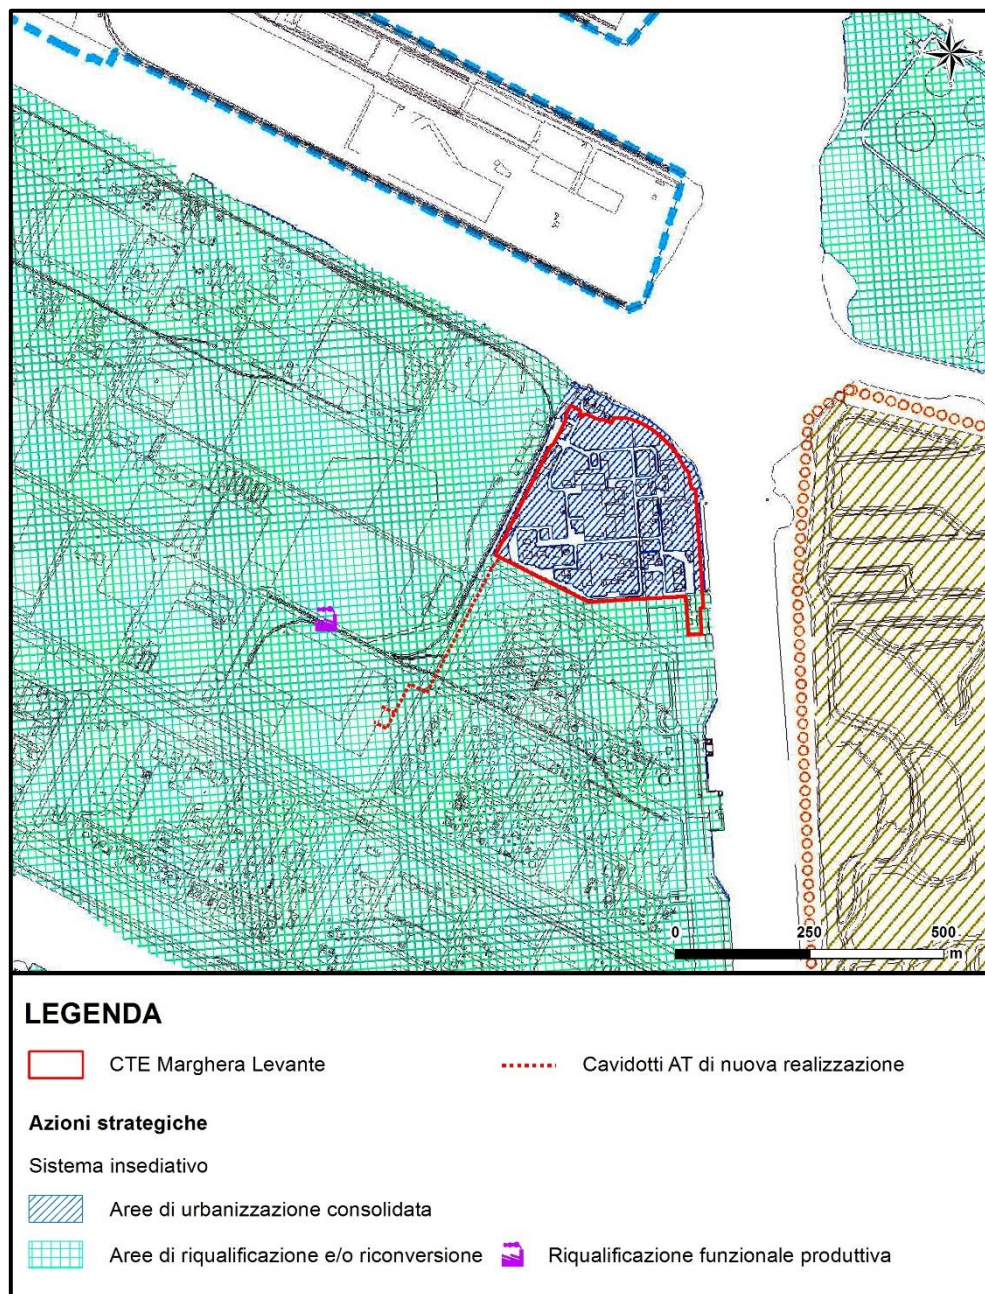 N
E
S
0 250 500
m
LEGENDA
CTE Marghera Levante
Cavidotti AT di nuova realizzazione
Azioni strategiche
Sistema insediativo
Aree di urbanizzazione consolidata
Aree di riqualificazione e/o riconversione
Riqualificazione funzionale produttiva